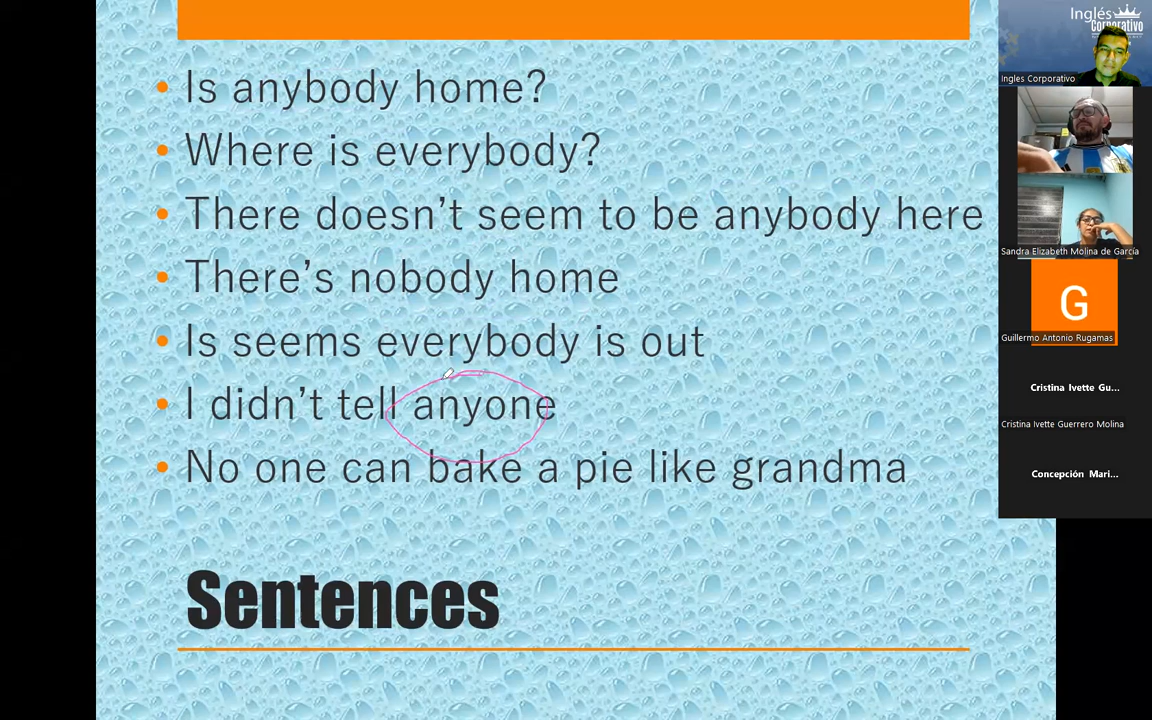 • Is anybody home?
• Where is everybody?
• There doesn't seem to be anybody here
• There's nobody home
• Is seems everybody is out
• I didn't tell anyone
• No one can bake a pie like grandma
Sentences
Inglés
Corporativo
Ingles Corporativo
Sandra Elizabeth Molina de García
G
Guillermo Antonio Rugamas
Cristina Ivette Gu...
Cristina Ivette Guerrero Molina
Concepción Mari...